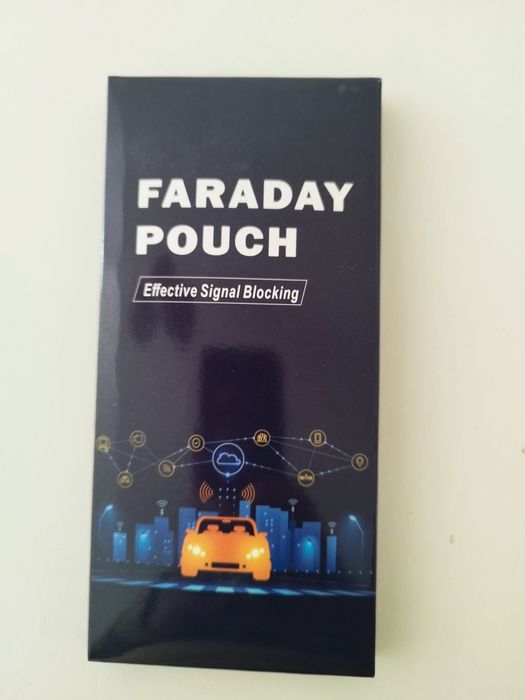 FARADAY
POUCH
Effective Signal Blocking